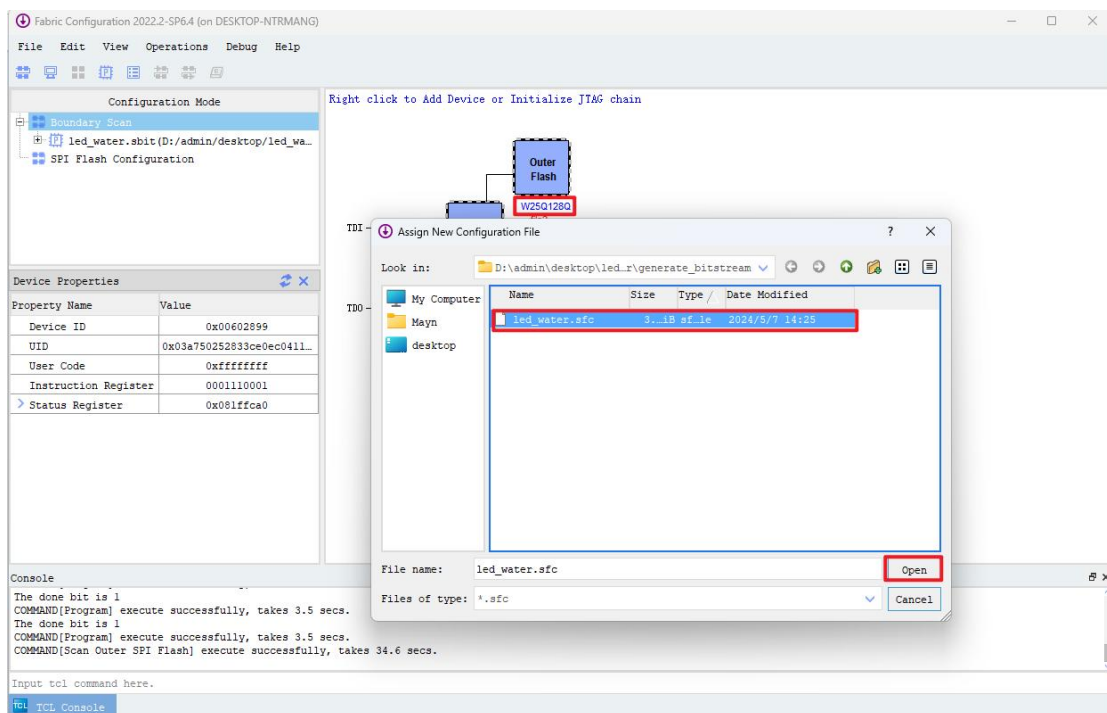 Fabric Configuration 2022.2-SP6.4 (on DESKTOP-NTRMANG)
File Edit View Operations Debug Help
Configuration Mode
Boundary Scan
led_water.sbit(D:/admin/desktop/led_wa...
SPI Flash Configuration
Right click to Add Device or Initialize JTAG chain
Outer
Flash
W25Q128Q
TDI
TDO
Device Properties
Property Name Value
Device ID 0x00602899
UID 0x03a750252833ce0ec0411...
User Code 0xffffffff
Instruction Register 0001110001
Status Register 0x081ffca0
Assign New Configuration File
Look in: D:\admin\desktop\led_r\generate_bitstream
My Computer
Mayn
desktop
Name Size Type Date Modified
led_water.sfc 3...iB sf...le 2024/5/7 14:25
File name: led_water.sfc Open
Files of type: *.sfc Cancel
Console
The done bit is 1
COMMAND[Program] execute successfully, takes 3.5 secs.
The done bit is 1
COMMAND[Program] execute successfully, takes 3.5 secs.
COMMAND[Scan Outer SPI Flash] execute successfully, takes 34.6 secs.
Input tcl command here.
TCL Console